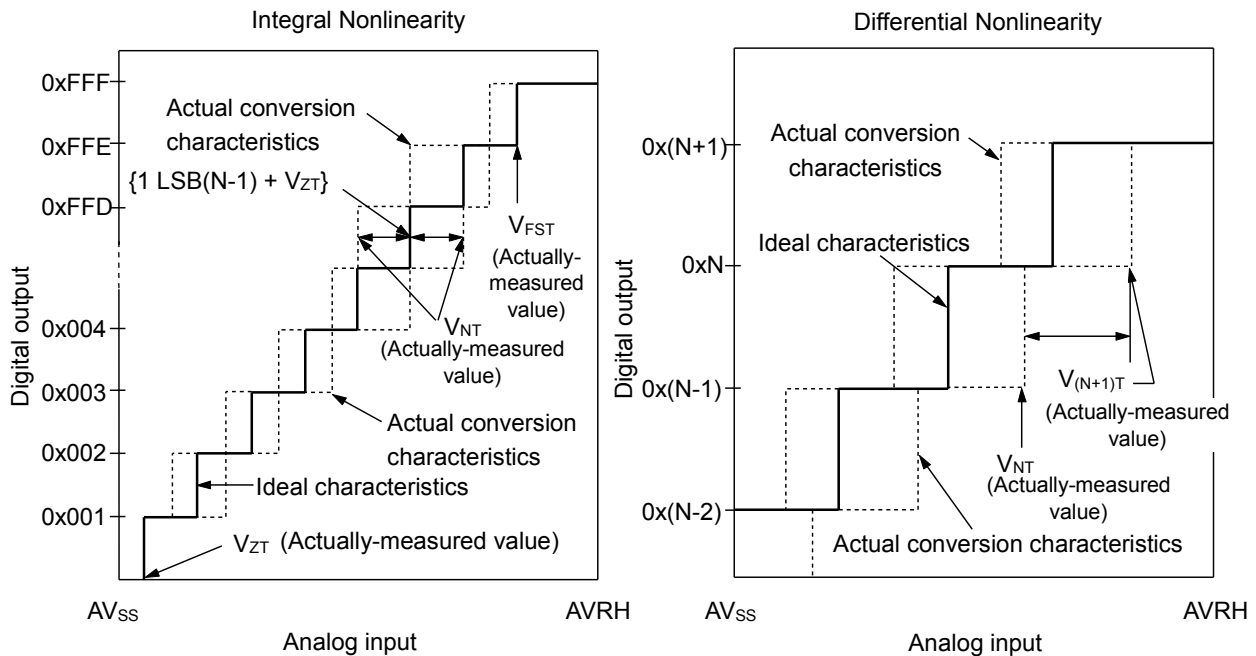 Integral Nonlinearity
0xFFF
0xFFE
0xFFD
0x004
0x003
0x002
0x001
Digital output
Actual conversion
characteristics
{1 LSB(N-1) + VZT}
VFST
(Actually-
measured
value)
VNT
(Actually-measured
value)
Actual conversion
characteristics
Ideal characteristics
VZT (Actually-measured value)
AVSS
AVRH
Analog input
Differential Nonlinearity
0x(N+1)
0xN
0x(N-1)
0x(N-2)
Digital output
Actual conversion
characteristics
Ideal characteristics
V(N+1)T
(Actually-measured
value)
VNT
(Actually-measured
value)
Actual conversion characteristics
AVSS
AVRH
Analog input